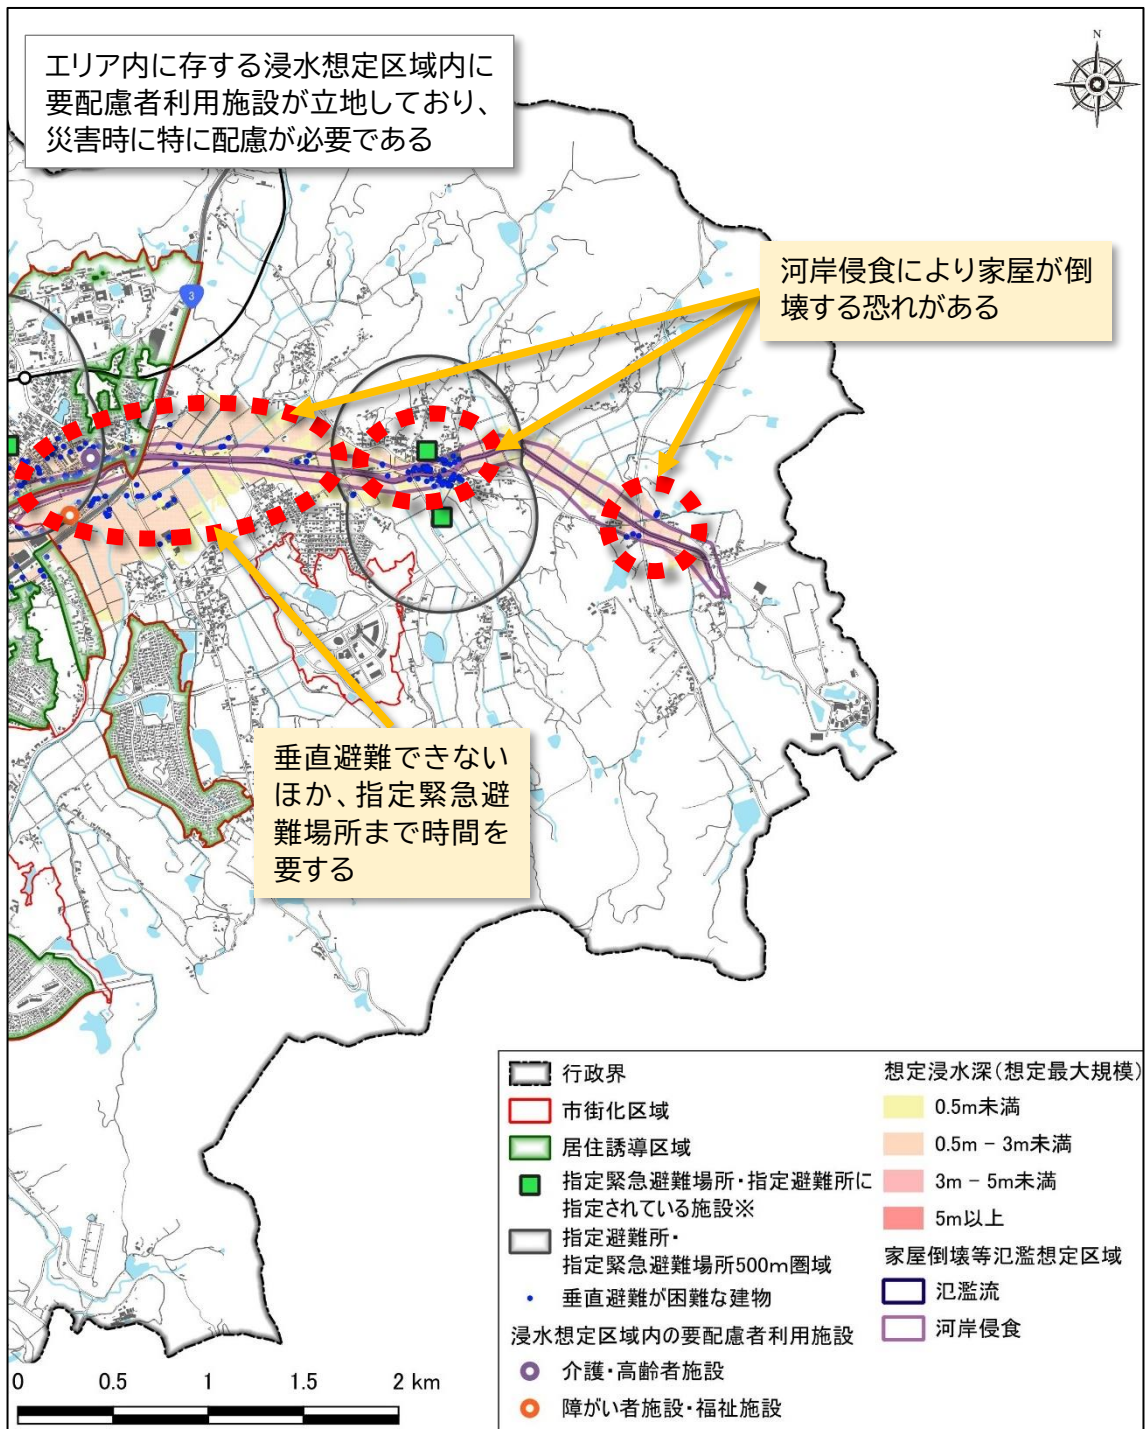 エリア内に存する浸水想定区域内に
要配慮者利用施設が立地しており、
災害時に特に配慮が必要である
N
河岸侵食により家屋が倒
壊する恐れがある
3
垂直避難できない
ほか、指定緊急避
難場所まで時間を
要する
行政界
市街化区域
居住誘導区域
指定緊急避難場所・指定避難所に
指定されている施設※
指定避難所・
指定緊急避難場所500m圏域
垂直避難が困難な建物
浸水想定区域内の要配慮者利用施設
介護・高齢者施設
障がい者施設・福祉施設
想定浸水深(想定最大規模)
0.5m未満
0.5m - 3m未満
3m - 5m未満
5m以上
家屋倒壊等氾濫想定区域
氾濫流
河岸侵食
0 0.5 1 1.5 2 km